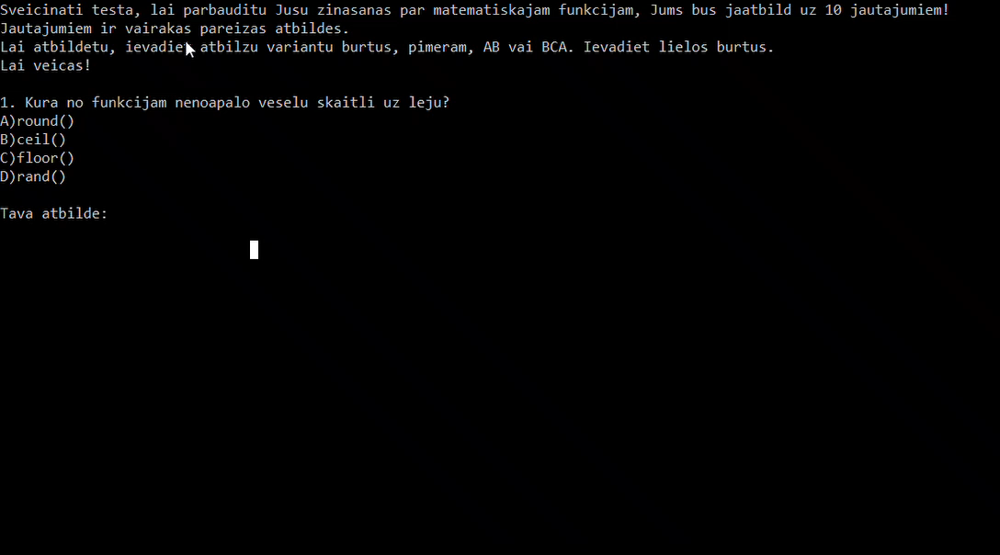 Sveicinati testa, lai parbauditu Jusu zinasanas par matematiskajam funkcijam, Jums bus jaatbild uz 10 jautajumiem!
Jautajumiem ir vairakas pareizas atbildes.
Lai atbildetu, ievadiet atbilzu variantu burtus, pimeram, AB vai BCA. Ievadiet lielos burtus.
Lai veicas!
1. Kura no funkcijam nenoapalo veselu skaitli uz leju?
A)round()
B)ceil()
C)floor()
D)rand()
Tava atbilde: